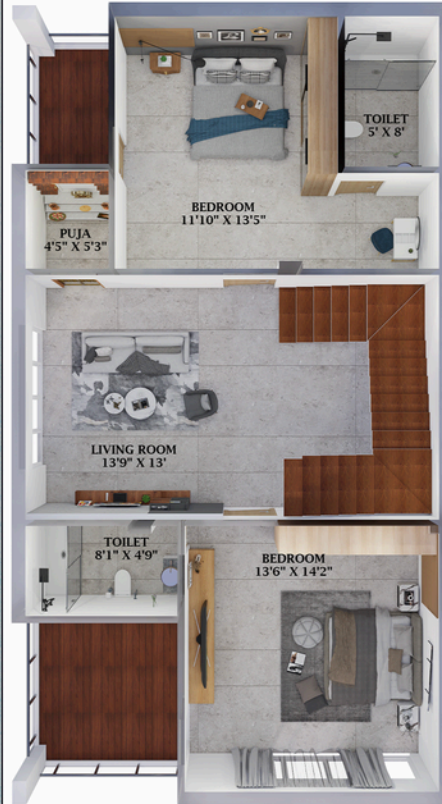 TOILET
5' X 8'
BEDROOM
11'10" X 13'5"
PUJA
4'5" X 5'3"
LIVING ROOM
13'9" X 13'
TOILET
8'1" X 4'9"
BEDROOM
13'6" X 14'2"